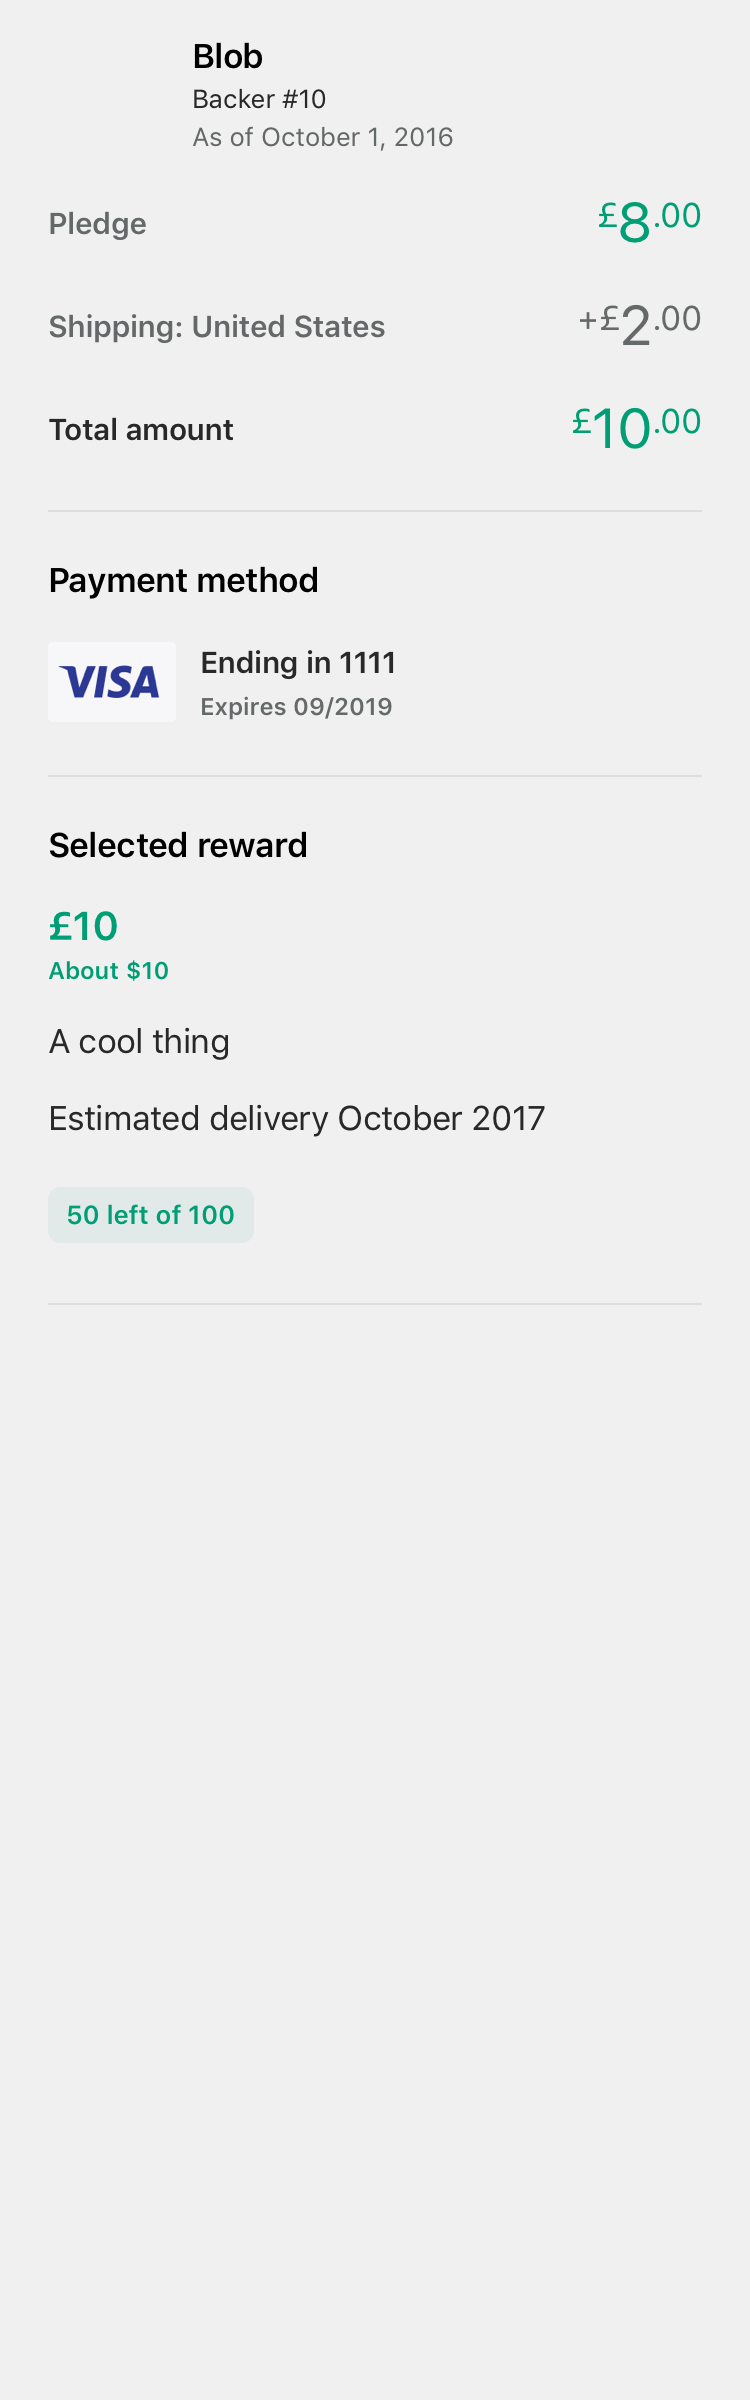 Blob
Backer #10
As of October 1, 2016
Pledge £8.00
Shipping: United States +£2.00
Total amount £10.00
Payment method
VISA
Ending in 1111
Expires 09/2019
Selected reward
£10
About $10
A cool thing
Estimated delivery October 2017
50 left of 100